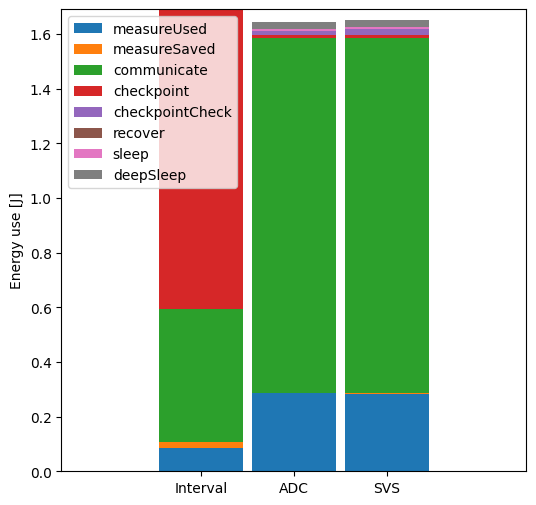 measureUsed
measureSaved
communicate
checkpoint
checkpointCheck
recover
sleep
deepSleep
Energy use [J]
1.6
1.4
1.2
1.0
0.8
0.6
0.4
0.2
0.0
Interval ADC SVS